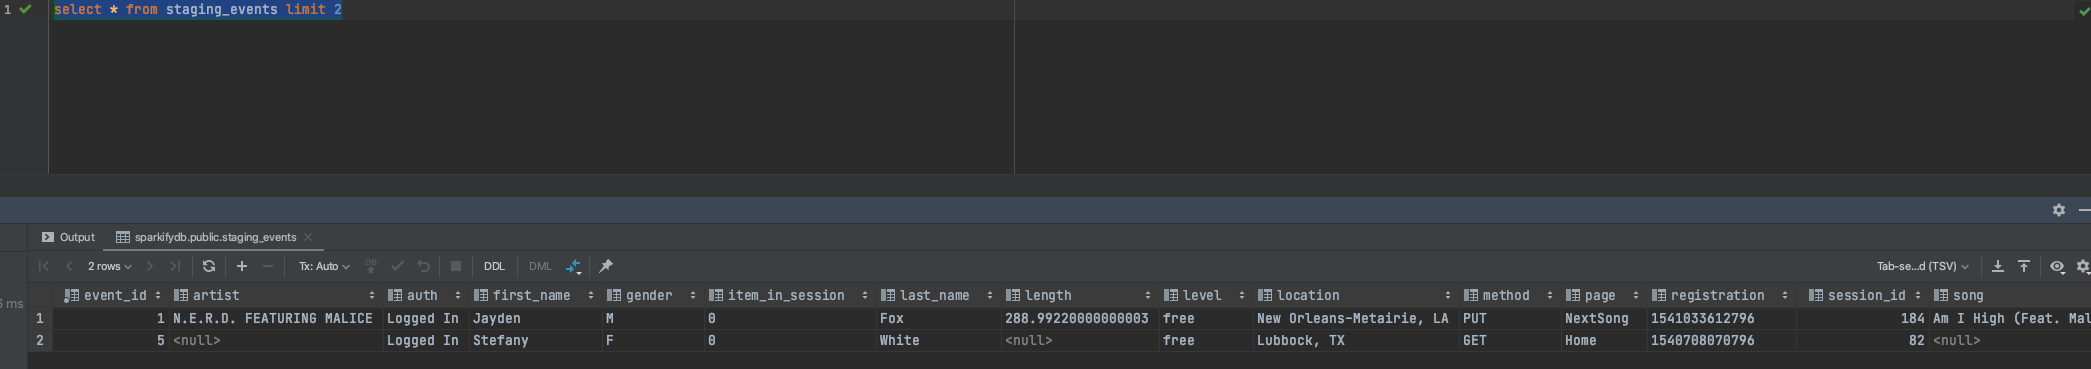 1 select * from staging_events limit 2
Output sparkifydb.public.staging_events
2 rows Tx: Auto DB DDL DML Tab-se...d (TSV)
6 ms event_id artist auth first_name gender item_in_session last_name length level location method page registration session_id song
1 1 N.E.R.D. FEATURING MALICE Logged In Jayden M 0 Fox 288.99220000000003 free New Orleans-Metairie, LA PUT NextSong 1541033612796 184 Am I High (Feat. Mal
2 5 <null> Logged In Stefany F 0 White <null> free Lubbock, TX GET Home 1540708070796 82 <null>